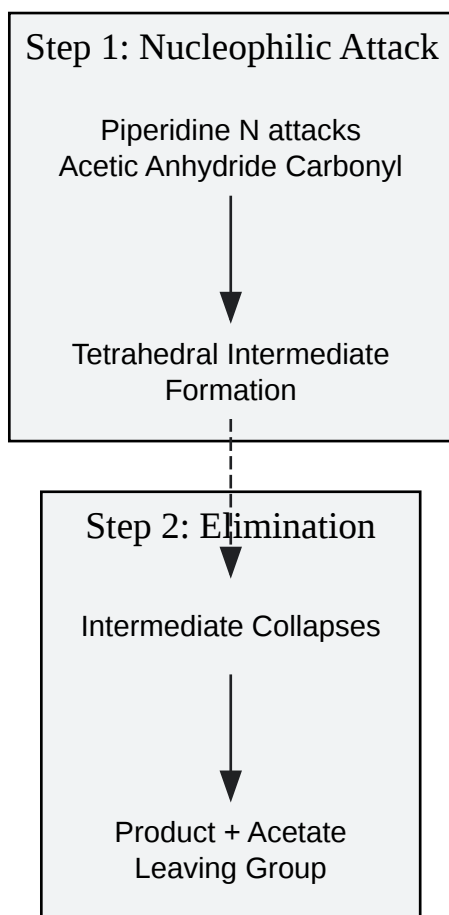 Step 1: Nucleophilic Attack
Piperidine N attacks
Acetic Anhydride Carbonyl
Tetrahedral Intermediate
Formation
Step 2: Elimination
Intermediate Collapses
Product + Acetate
Leaving Group